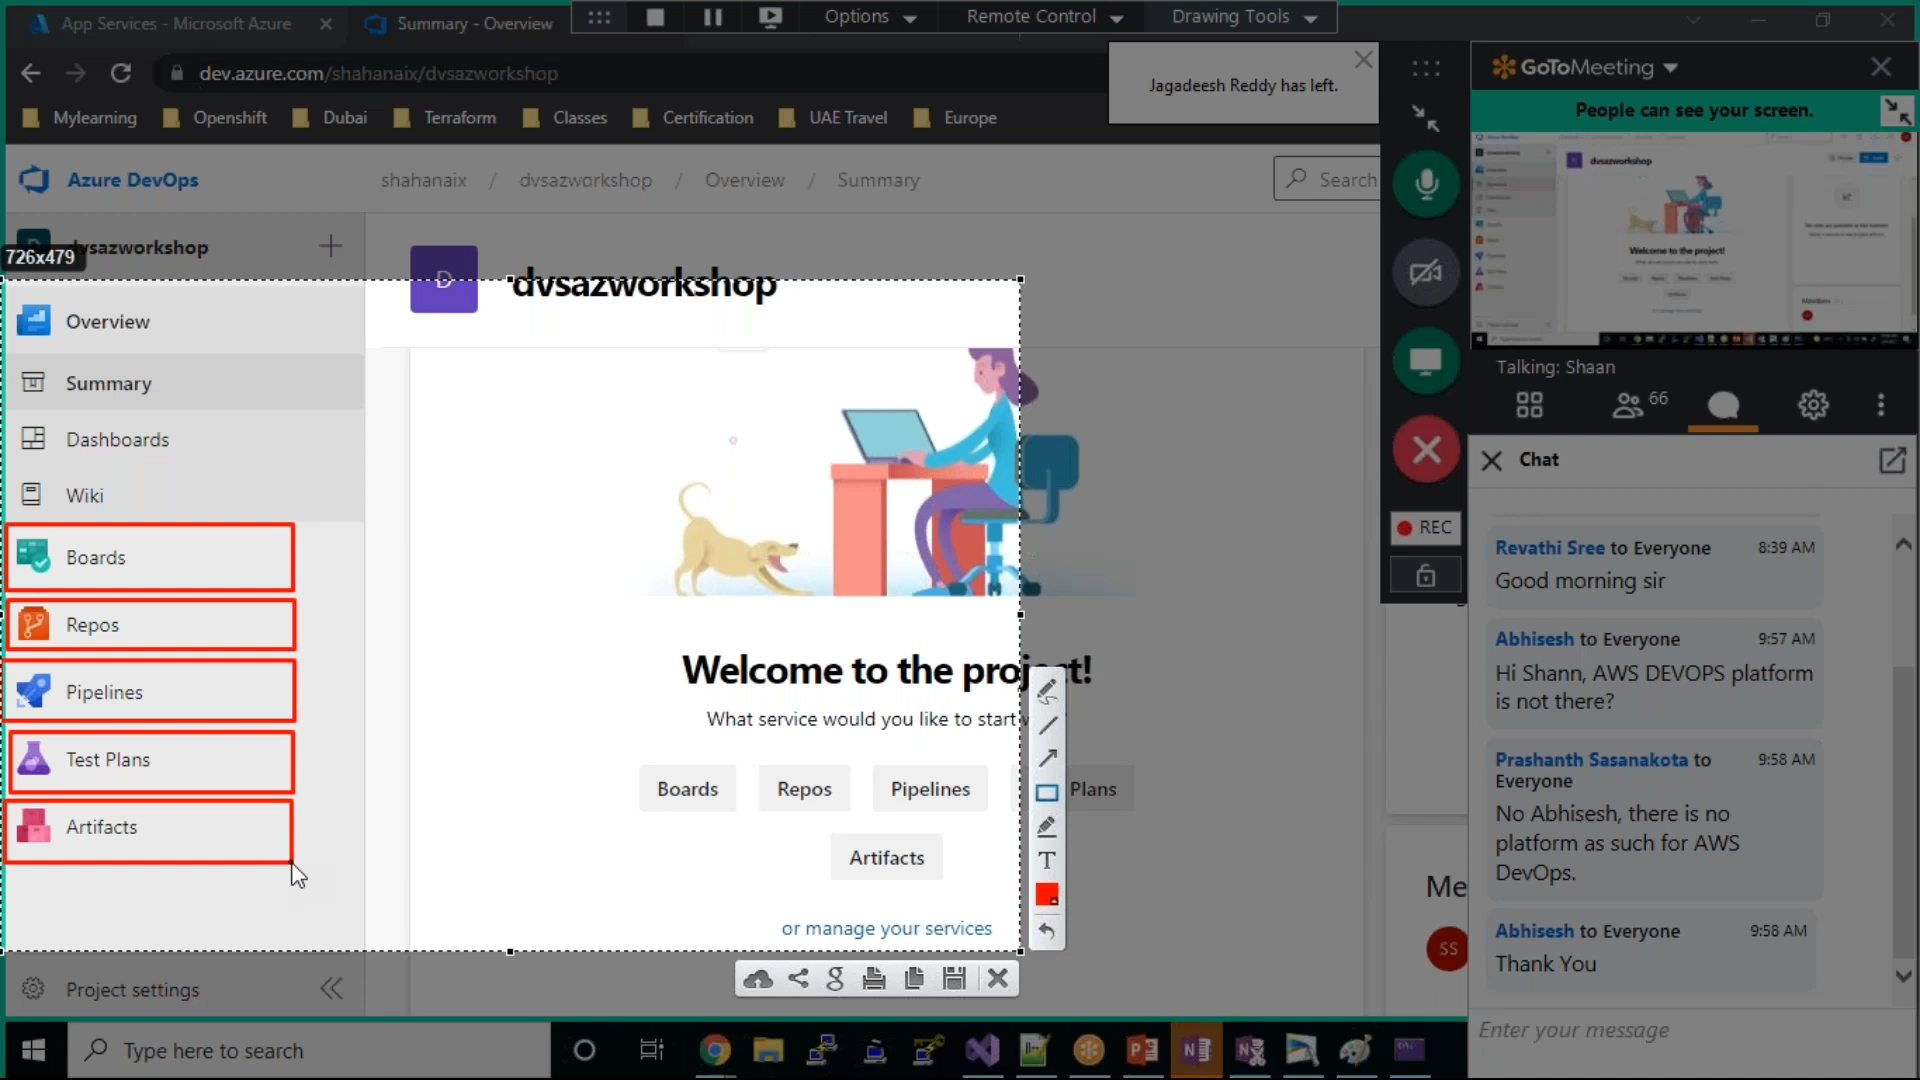 App Services - Microsoft Azure
Summary - Overview
Options
Remote Control
Drawing Tools
dev.azure.com/shahanaix/dvsazworkshop
Mylearning
Openshift
Dubai
Terraform
Classes
Certification
UAE Travel
Europe
Jagadeesh Reddy has left.
GoToMeeting
People can see your screen.
Azure DevOps
shahanaix / dvsazworkshop / Overview / Summary
Search
dvsazworkshop
Welcome to the project!
726x479
dvsazworkshop
D
dvsazworkshop
Overview
Summary
Dashboards
Wiki
Boards
Repos
Pipelines
Test Plans
Artifacts
Project settings
Welcome to the project!
What service would you like to start
Boards
Repos
Pipelines
Plans
Artifacts
or manage your services
T
Me
SS
REC
Talking: Shaan
66
Chat
Revathi Sree to Everyone 8:39 AM
Good morning sir
Abhisesh to Everyone 9:57 AM
Hi Shann, AWS DEVOPS platform
is not there?
Prashanth Sasanakota to 9:58 AM
Everyone
No Abhisesh, there is no
platform as such for AWS
DevOps.
Abhisesh to Everyone 9:58 AM
Thank You
Enter your message
Type here to search